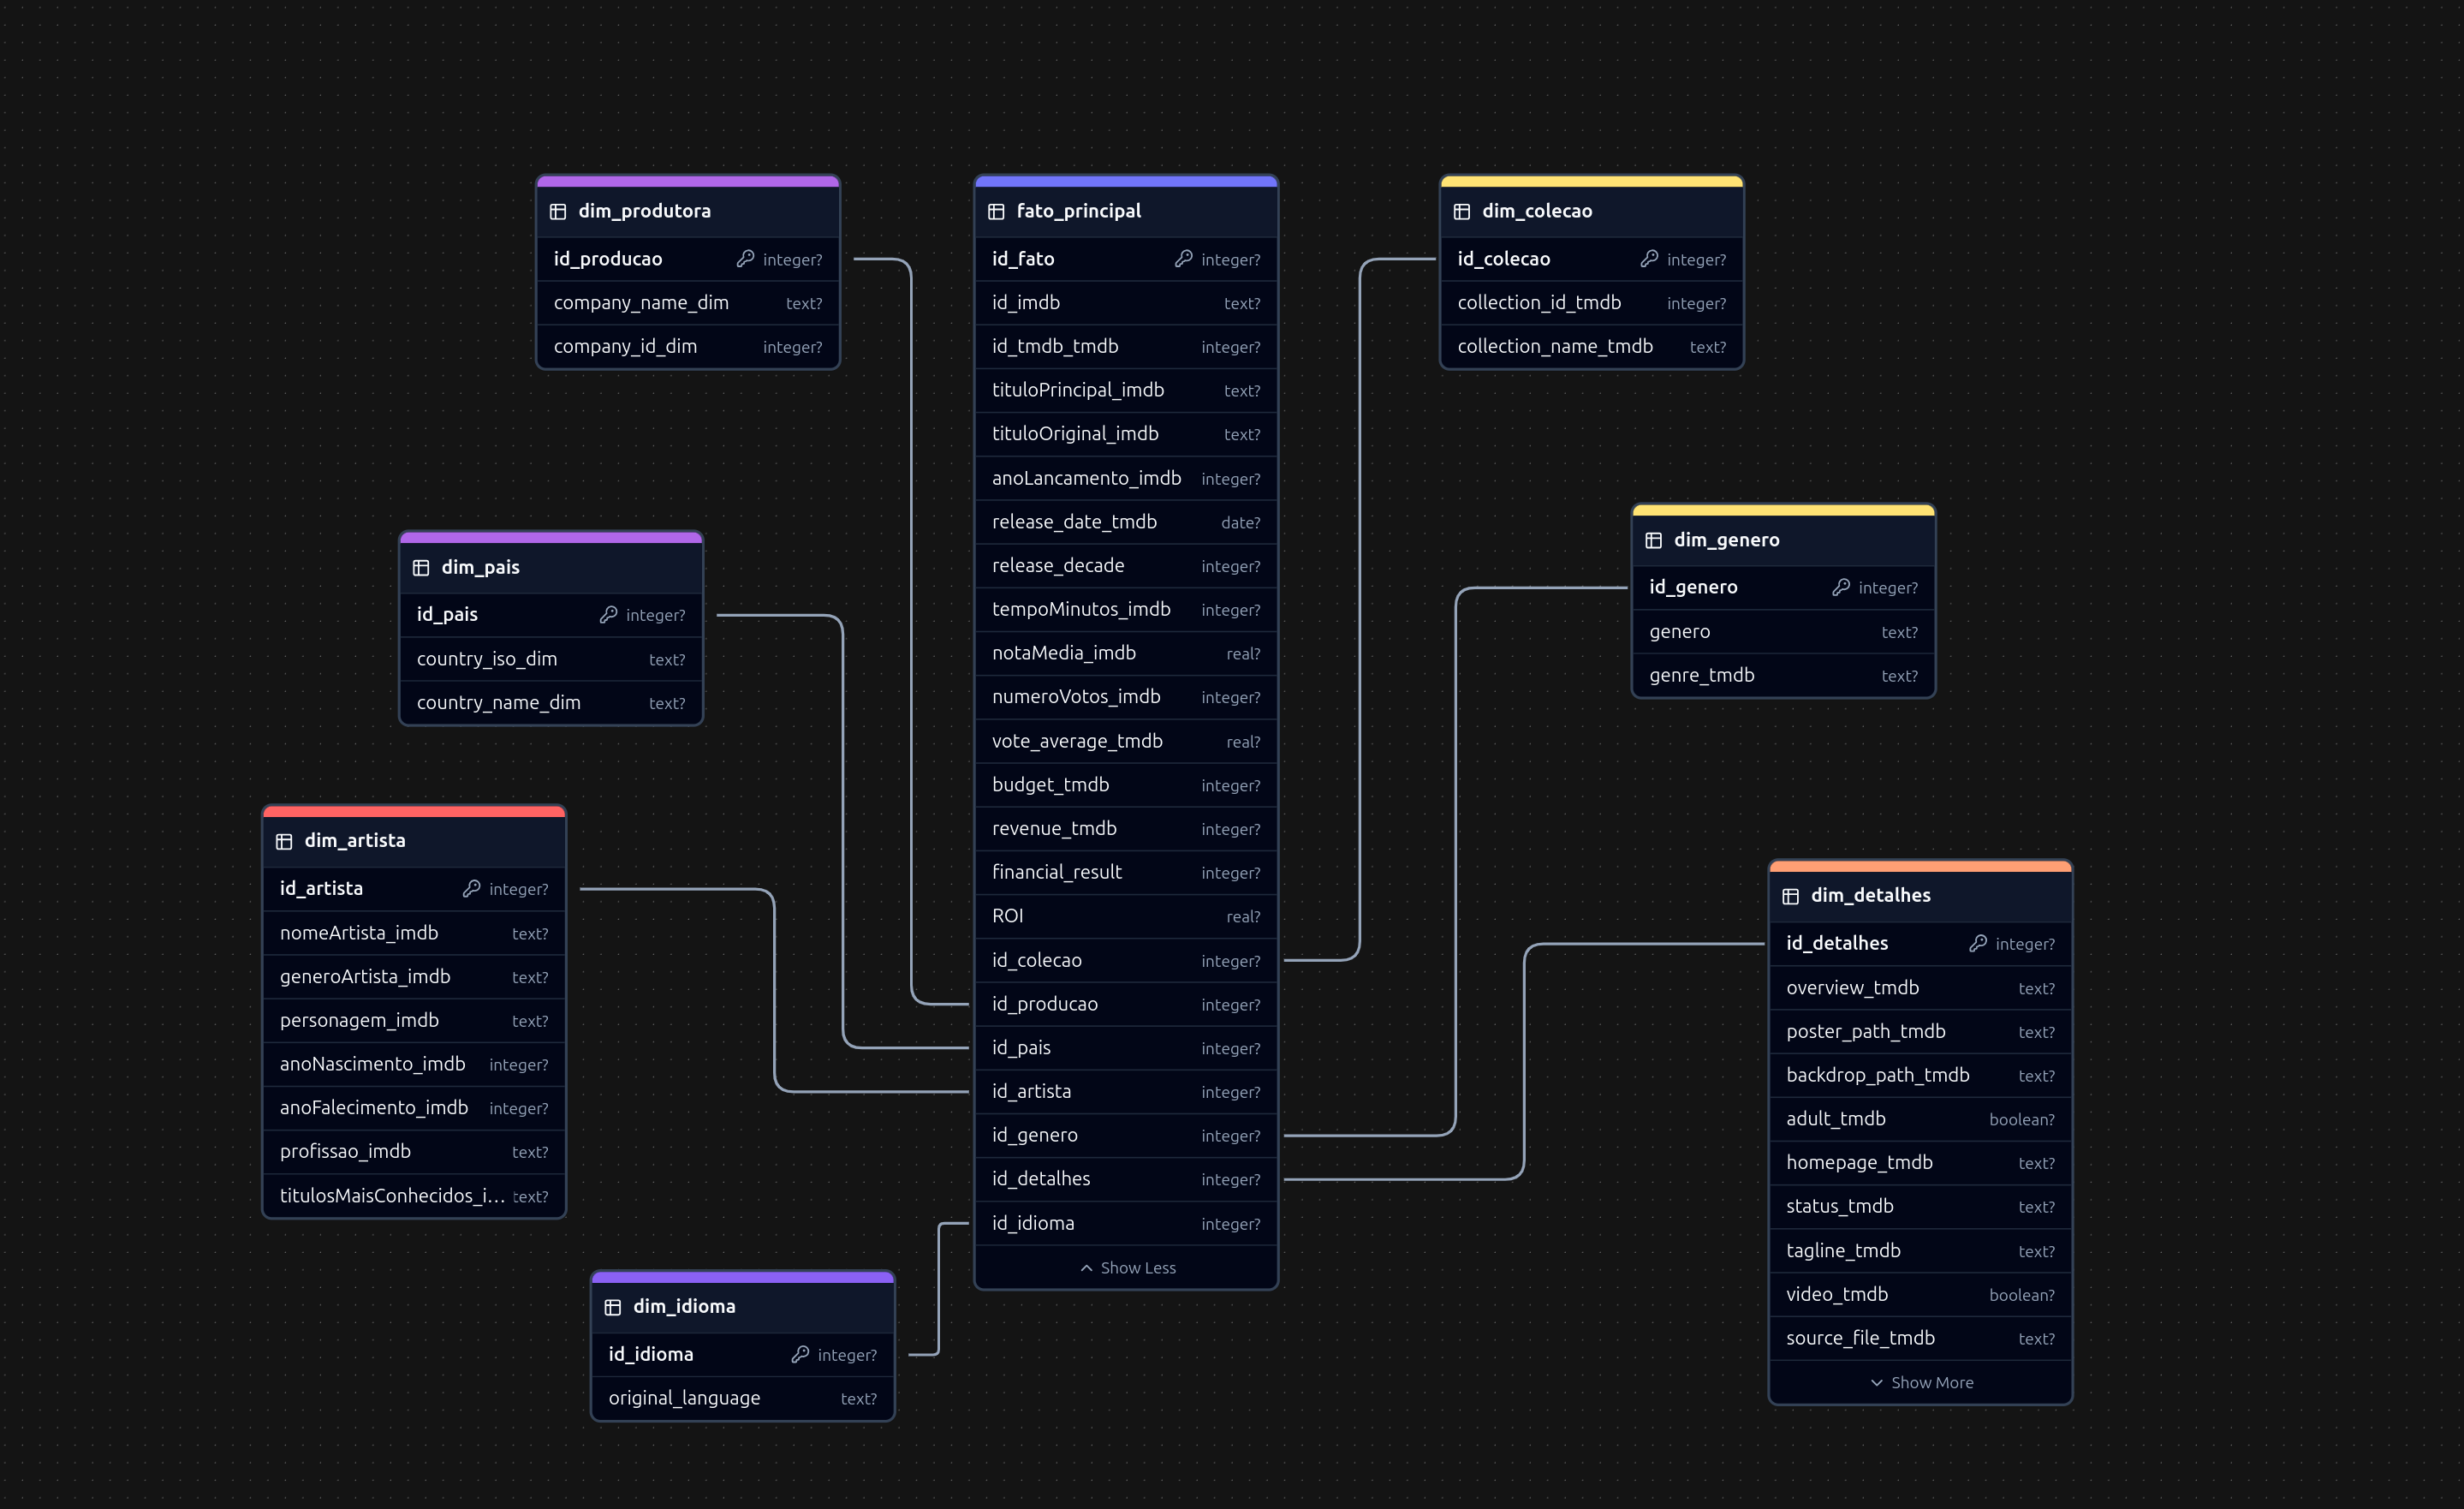 dim_produtora
id_producao integer?
company_name_dim text?
company_id_dim integer?
fato_principal
id_fato integer?
id_imdb text?
id_tmdb_tmdb integer?
tituloPrincipal_imdb text?
tituloOriginal_imdb text?
anoLancamento_imdb integer?
release_date_tmdb date?
release_decade integer?
tempoMinutos_imdb integer?
notaMedia_imdb real?
numeroVotos_imdb integer?
vote_average_tmdb real?
budget_tmdb integer?
revenue_tmdb integer?
financial_result integer?
ROI real?
id_colecao integer?
id_producao integer?
id_pais integer?
id_artista integer?
id_genero integer?
id_detalhes integer?
id_idioma integer?
Show Less
dim_colecao
id_colecao integer?
collection_id_tmdb integer?
collection_name_tmdb text?
dim_pais
id_pais integer?
country_iso_dim text?
country_name_dim text?
dim_genero
id_genero integer?
genero text?
genre_tmdb text?
dim_artista
id_artista integer?
nomeArtista_imdb text?
generoArtista_imdb text?
personagem_imdb text?
anoNascimento_imdb integer?
anoFalecimento_imdb integer?
profissao_imdb text?
titulosMaisConhecidos_i... text?
dim_detalhes
id_detalhes integer?
overview_tmdb text?
poster_path_tmdb text?
backdrop_path_tmdb text?
adult_tmdb boolean?
homepage_tmdb text?
status_tmdb text?
tagline_tmdb text?
video_tmdb boolean?
source_file_tmdb text?
Show More
dim_idioma
id_idioma integer?
original_language text?